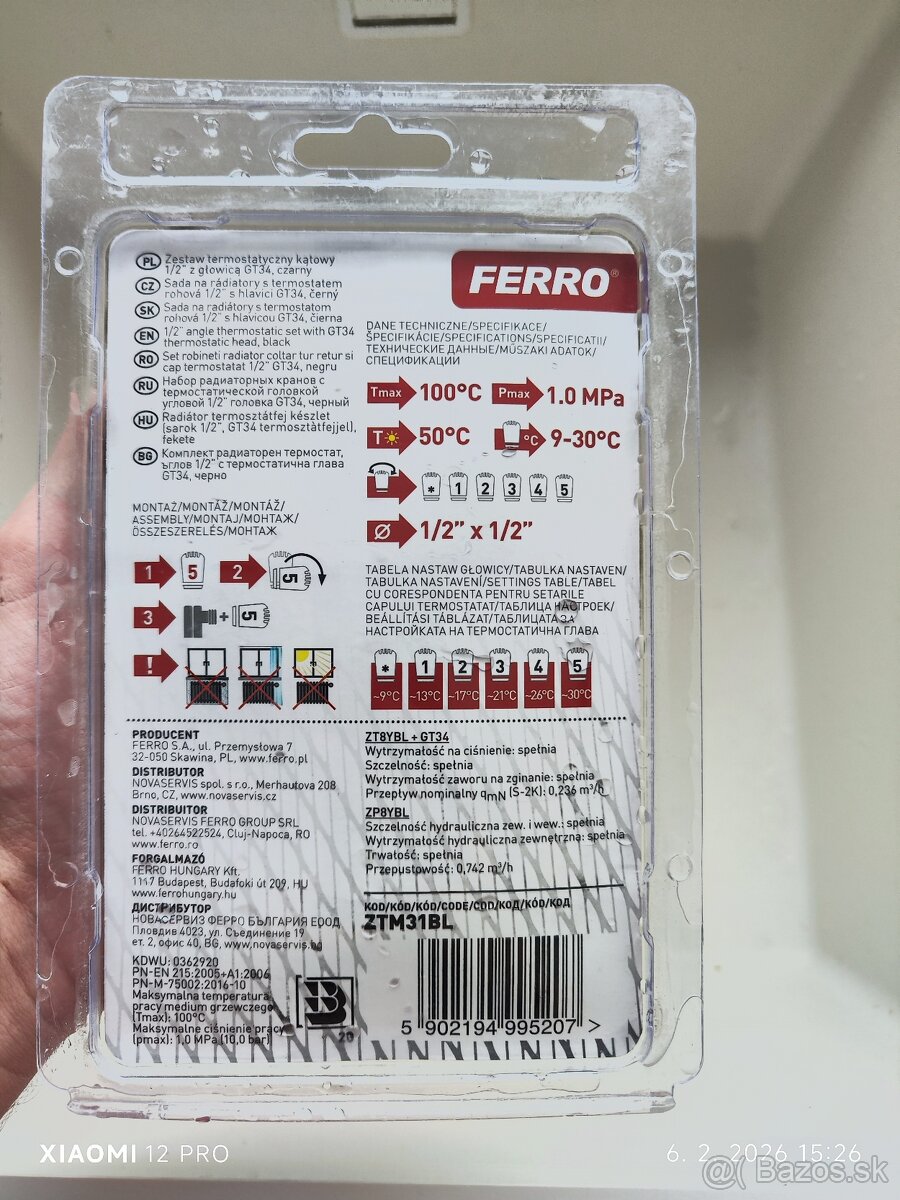 PL Zestaw termostatyczny kątowy
1/2" z głowicą GT34, czarny
CZ Sada na rádiatory s termostatem
rohová 1/2" s hlavicí GT34, černý
SK Sada na radiátory s termostatom
rohová 1/2" s hlavicou GT34, čierna
EN 1/2" angle thermostatic set with GT34
thermostatic head, black
RO Set robineti radiator coltar tur retur si
cap termostatat 1/2" GT34, negru
RU Набор радиаторных кранов с
термостатической головкой
угловой 1/2" головка GT34, черный
HU Radiátor termosztátfej készlet
(sarok 1/2", GT34 termosztàtfejjel),
fekete
BG Комплект радиаторен термостат,
ъглов 1/2" с термостатична глава
GT34, черно
MONTAŻ/MONTÁŽ/MONTÁŽ/
ASSEMBLY/MONTAJ/МОНТАЖ/
ÖSSZESZERELÉS/МОНТАЖ
1 5 2 5
3 + 5
!
FERRO®
DANE TECHNICZNE/SPECIFIKACE/
ŠPECIFIKÁCIE/SPECIFICATIONS/SPECIFICATII/
ТЕХНИЧЕСКИЕ ДАННЫЕ/MŰSZAKI ADATOK/
СПЕЦИФИКАЦИИ
Tmax 100°C Pmax 1.0 MPa
T 50°C °C 9-30°C
* 1 2 3 4 5
Ø 1/2" x 1/2"
TABELA NASTAW GŁOWICY/TABULKA NASTAVEN/
TABULKA NASTAVENÍ/SETTINGS TABLE/TABEL
CU CORESPONDENTA PENTRU SETARILE
CAPULUI TERMOSTATAT/ТАБЛИЦА НАСТРОЕК/
BEÁLLÍTÁSI TÁBLÁZAT/ТАБЛИЦАТА ЗА
НАСТРОЙКАТА НА ТЕРМОСТАТИЧНА ГЛАВА
* 1 2 3 4 5
~9°C ~13°C ~17°C ~21°C ~26°C ~30°C
PRODUCENT
FERRO S.A., ul. Przemysłowa 7
32-050 Skawina, PL, www.ferro.pl
DISTRIBUTOR
NOVASERVIS spol. s r.o., Merhautova 208
Brno, CZ, www.novaservis.cz
DISTRIBUITOR
NOVASERVIS FERRO GROUP SRL
tel. +40264522524, Cluj-Napoca, RO
www.ferro.ro
FORGALMAZÓ
FERRO HUNGARY Kft.
1117 Budapest, Budafoki út 209, HU
www.ferrohungary.hu
ДИСТРИБУТОР
НОВАСЕРВИЗ ФЕРРО БЪЛГАРИЯ ЕООД
Пловдив 4023, ул. Съединение 19
ет. 2, офис 40, BG, www.novaservis.bg
KDWU: 0362920
PN-EN 215:2005+A1:2006
PN-M-75002:2016-10
Maksymalna temperatura
pracy medium grzewczego
(Tmax): 100°C
Maksymalne ciśnienie pracy
(pmax): 1,0 MPa (10,0 bar)
B
20
ZT8YBL + GT34
Wytrzymałość na ciśnienie: spełnia
Szczelność: spełnia
Wytrzymałość zaworu na zginanie: spełnia
Przepływ nominalny qmN (S-2K): 0,236 m³/h
ZP8YBL
Szczelność hydrauliczna zew. i wew.: spełnia
Wytrzymałość hydrauliczna zewnętrzna: spełnia
Trwałość: spełnia
Przepustowość: 0,742 m³/h
KOD/KÓD/KÓD/CODE/COD/КОД/KÓD/КОД
ZTM31BL
5 902194 995207 >
XIAOMI 12 PRO
6. 2. 2026 15:26
@( Bazos.sk